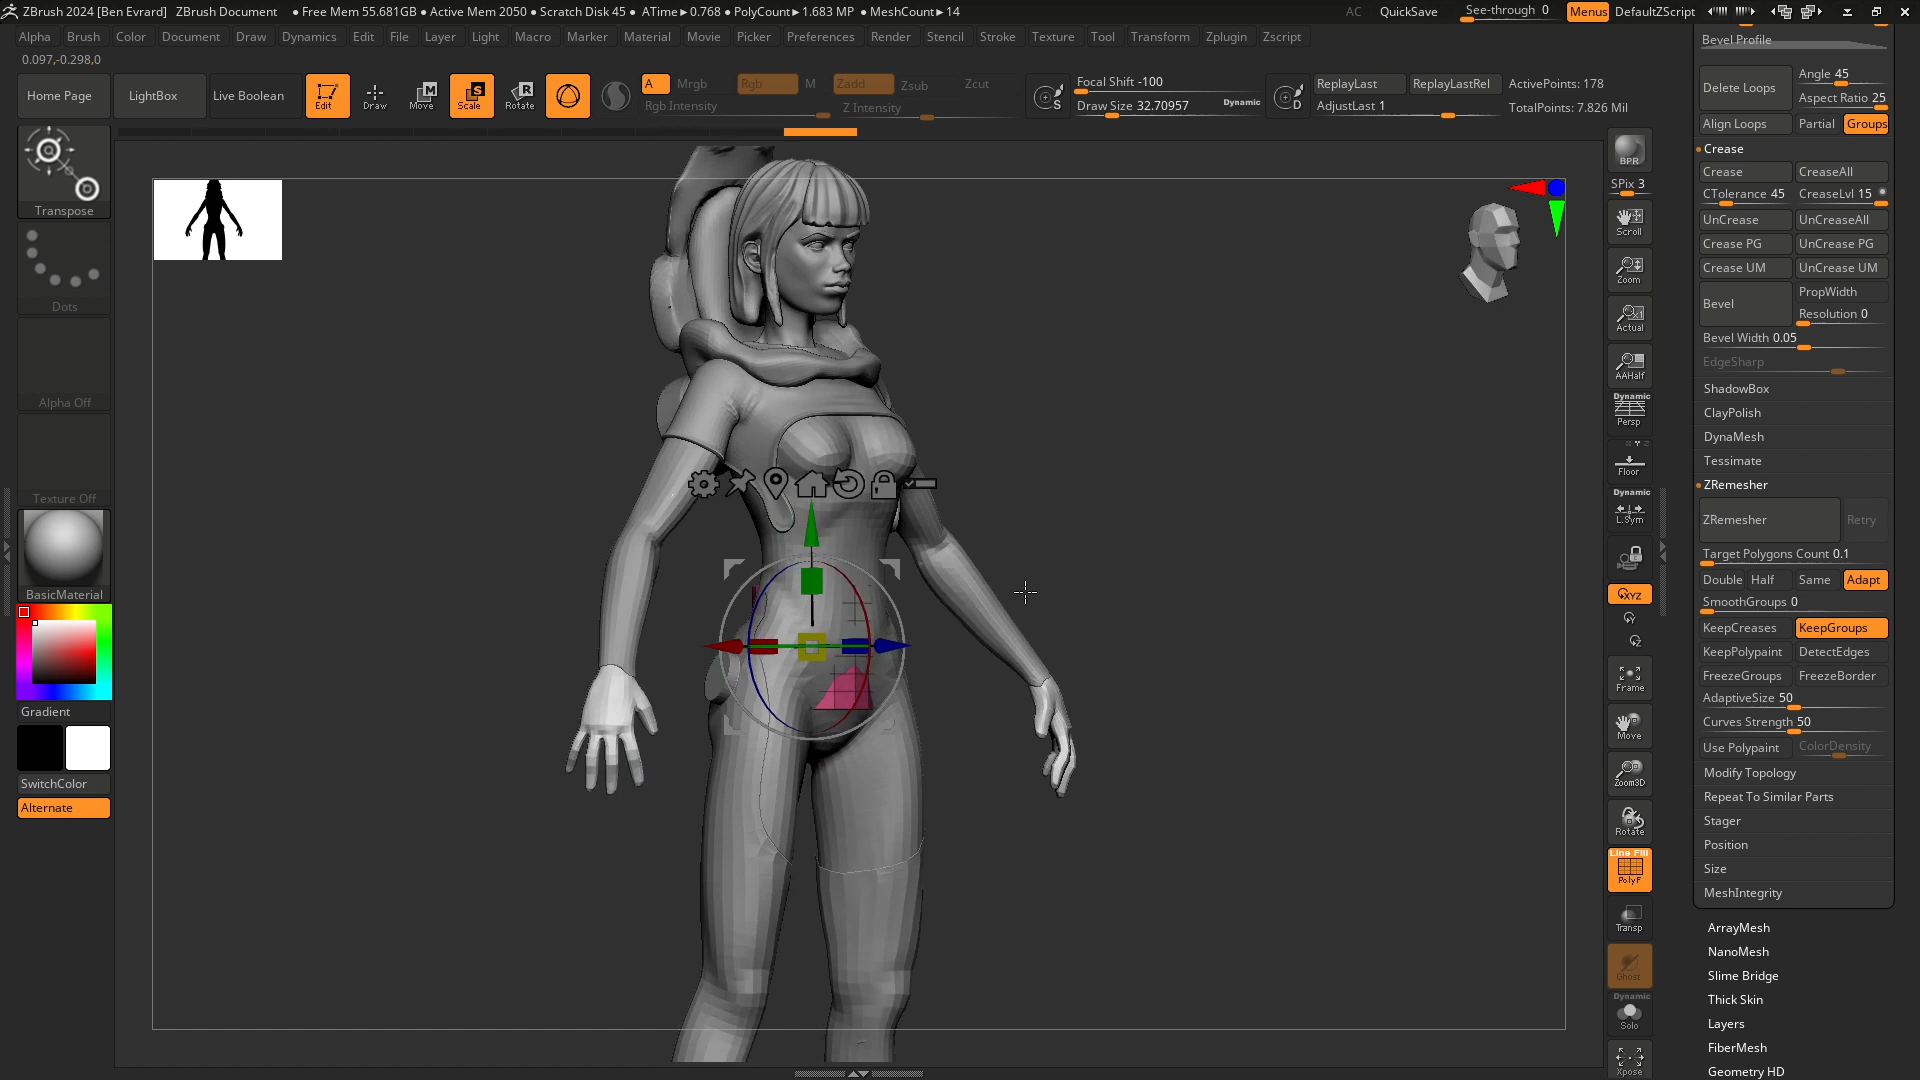 ZBrush 2024 [Ben Evrard] ZBrush Document ● Free Mem 55.681GB ● Active Mem 2050 ● Scratch Disk 45 ● ATime►0.768 ● PolyCount►1.683 MP ● MeshCount►14 AC QuickSave See-through 0 Menus DefaultZScript
Alpha Brush Color Document Draw Dynamics Edit File Layer Light Macro Marker Material Movie Picker Preferences Render Stencil Stroke Texture Tool Transform Zplugin Zscript
0.097,-0.298,0
Home Page LightBox Live Boolean Edit Draw Move Scale Rotate
A Mrgb Rgb M Zadd Zsub Zcut
Rgb Intensity Z Intensity
S Focal Shift -100
Draw Size 32.70957 Dynamic
D ReplayLast ReplayLastRel ActivePoints: 178
AdjustLast 1 TotalPoints: 7.826 Mil
Transpose
Dots
Alpha Off
Texture Off
BasicMaterial
Gradient
SwitchColor
Alternate
BPR
SPix 3
Scroll
Zoom
Actual
AAHalf
Dynamic
Persp
Floor
Dynamic
L.Sym
XYZ
Y
Z
Frame
Move
Zoom3D
Rotate
Line Fill
PolyF
Transp
Ghost
Dynamic
Solo
Xpose
Bevel Profile
Delete Loops Angle 45
Aspect Ratio 25
Align Loops Partial Groups
Crease
Crease CreaseAll
CTolerance 45 CreaseLvl 15
UnCrease UnCreaseAll
Crease PG UnCrease PG
Crease UM UnCrease UM
Bevel PropWidth
Resolution 0
Bevel Width 0.05
EdgeSharp
ShadowBox
ClayPolish
DynaMesh
Tessimate
ZRemesher
ZRemesher Retry
Target Polygons Count 0.1
Double Half Same Adapt
SmoothGroups 0
KeepCreases KeepGroups
KeepPolypaint DetectEdges
FreezeGroups FreezeBorder
AdaptiveSize 50
Curves Strength 50
Use Polypaint ColorDensity
Modify Topology
Repeat To Similar Parts
Stager
Position
Size
MeshIntegrity
ArrayMesh
NanoMesh
Slime Bridge
Thick Skin
Layers
FiberMesh
Geometry HD